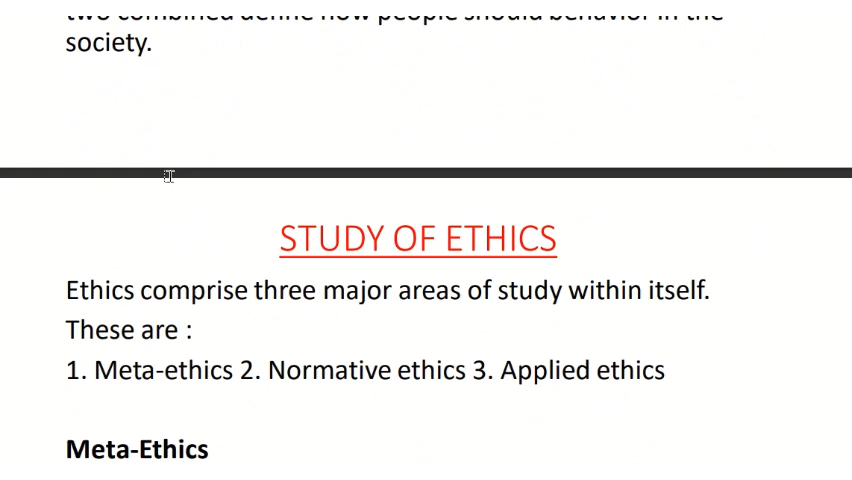 two combined define how people should behavior in the
society.
STUDY OF ETHICS
Ethics comprise three major areas of study within itself.
These are :
1. Meta-ethics 2. Normative ethics 3. Applied ethics
Meta-Ethics